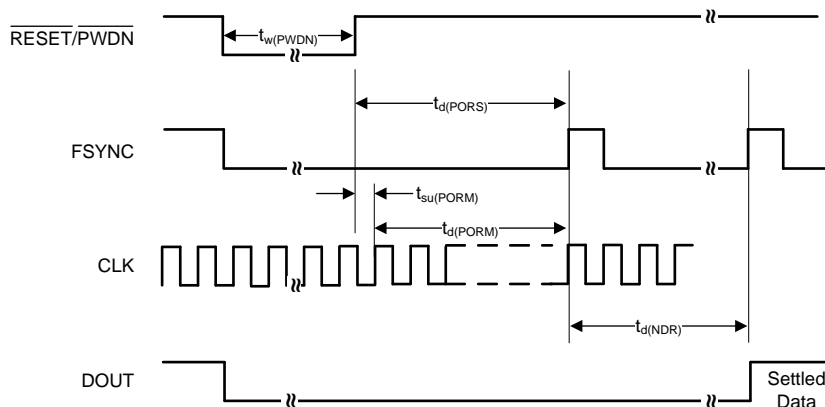 RESET/PWDN
tw(PWDN)
td(PORS)
FSYNC
tsu(PORM)
td(PORM)
CLK
td(NDR)
DOUT
Settled
Data